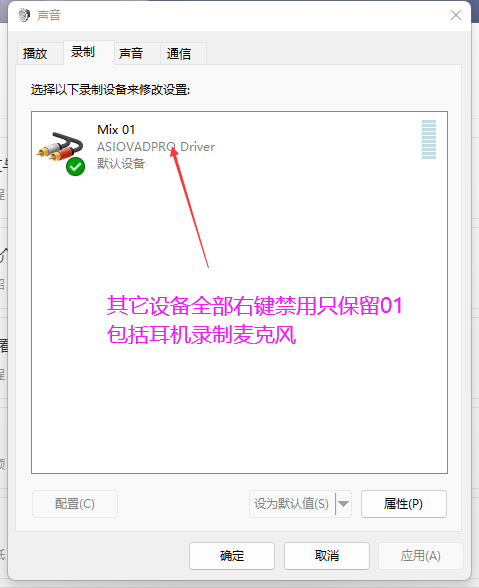 声音
播放
录制
声音
通信
选择以下录制设备来修改设置:
Mix 01
ASIOVADPRO Driver
默认设备
其它设备全部右键禁用只保留01
包括耳机录制麦克风
配置(C)
设为默认值(S)
属性(P)
确定
取消
应用(A)